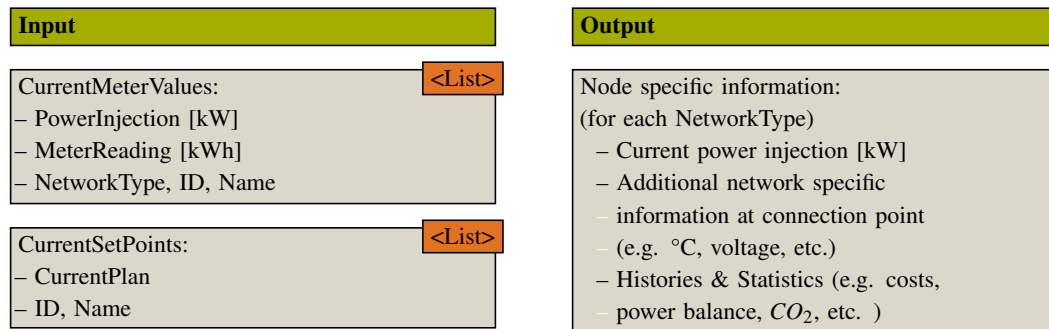 Input
CurrentMeterValues:
<List>
– PowerInjection [kW]
– MeterReading [kWh]
– NetworkType, ID, Name
CurrentSetPoints:
<List>
– CurrentPlan
– ID, Name
Output
Node specific information:
(for each NetworkType)
– Current power injection [kW]
– Additional network specific
– information at connection point
– (e.g. °C, voltage, etc.)
– Histories & Statistics (e.g. costs,
– power balance, CO₂, etc. )